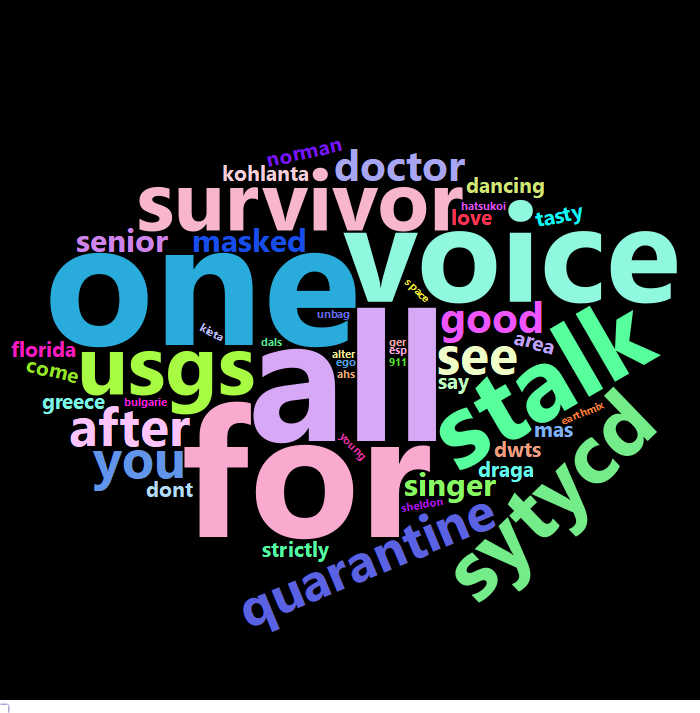 norman
kohlanta
doctor
survivor
dancing
hatsukoi
love
tasty
senior
masked
one
voice
space
unbag
kieta
good
florida
usgs
dals
all
alter
ego
ahs
ger
esp
911
see
area
say
come
stalk
greece
bulgarie
after
for
young
mas
earthmix
you
dwts
sytycd
draga
dont
singer
sheldon
quarantine
strictly